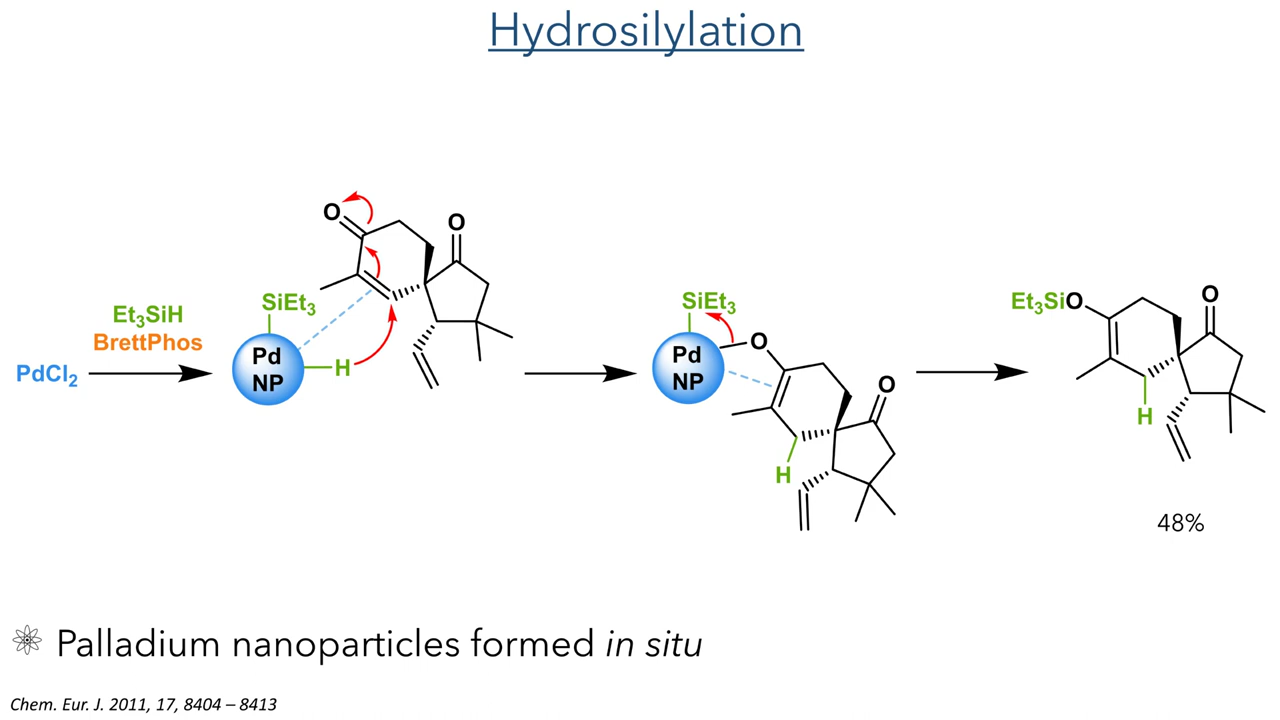 Hydrosilylation
Et₃SiH
BrettPhos
PdCl₂
O
O
SiEt₃
Pd
NP
H
SiEt₃
Pd
NP
O
O
H
Et₃SiO
O
H
48%
Palladium nanoparticles formed in situ
Chem. Eur. J. 2011, 17, 8404 – 8413